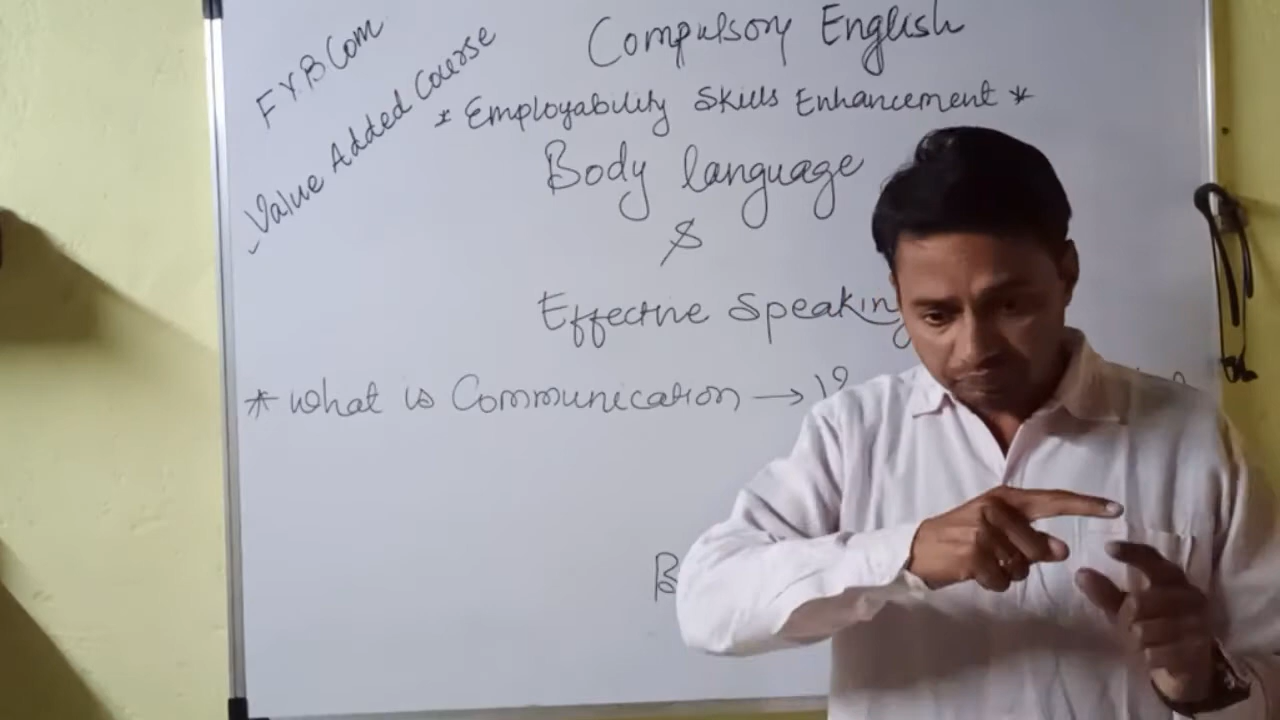 Compulsory English
F Y. B Com
Value Added Course
* Employability Skills Enhancement *
Body language
&
Effective Speaking
* What is Communication →
B